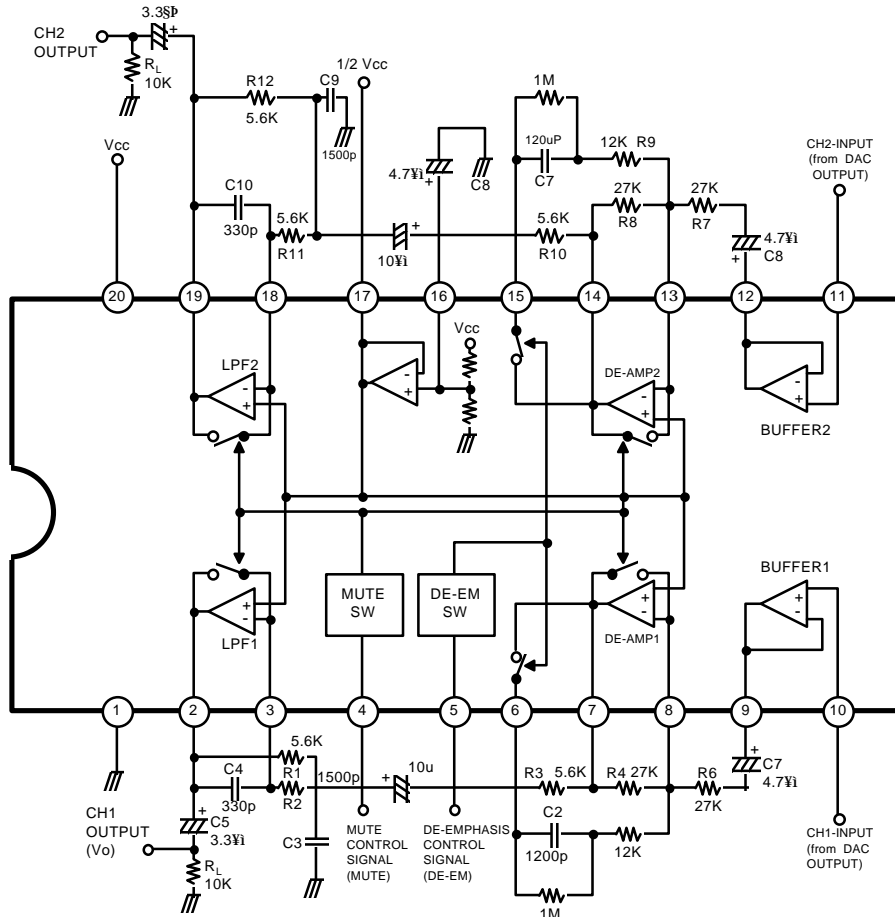 3.3§Þ
CH2
OUTPUT
+
RL
10K
1/2 Vcc
R12
5.6K
C9
1500p
1M
120uP
C7
12K R9
CH2-INPUT
(from DAC
OUTPUT)
Vcc
4.7¥ì
+
C8
C10
330p
5.6K
R11
+
10¥ì
5.6K
R10
27K
R8
27K
R7
4.7¥ì
+
C8
20
19
18
17
16
15
14
13
12
11
LPF2
-
+
-
+
Vcc
DE-AMP2
-
+
-
+
BUFFER2
MUTE
SW
DE-EM
SW
BUFFER1
+
-
LPF1
+
-
DE-AMP1
+
-
1
2
3
4
5
6
7
8
9
10
5.6K
R1
R2
1500p
C4
330p
+
10u
R3
5.6K
R4
27K
R6
27K
+
C7
4.7¥ì
CH1
OUTPUT
(Vo)
+
C5
3.3¥ì
RL
10K
C3
MUTE
CONTROL
SIGNAL
(MUTE)
DE-EMPHASIS
CONTROL
SIGNAL
(DE-EM)
C2
1200p
12K
1M
CH1-INPUT
(from DAC
OUTPUT)